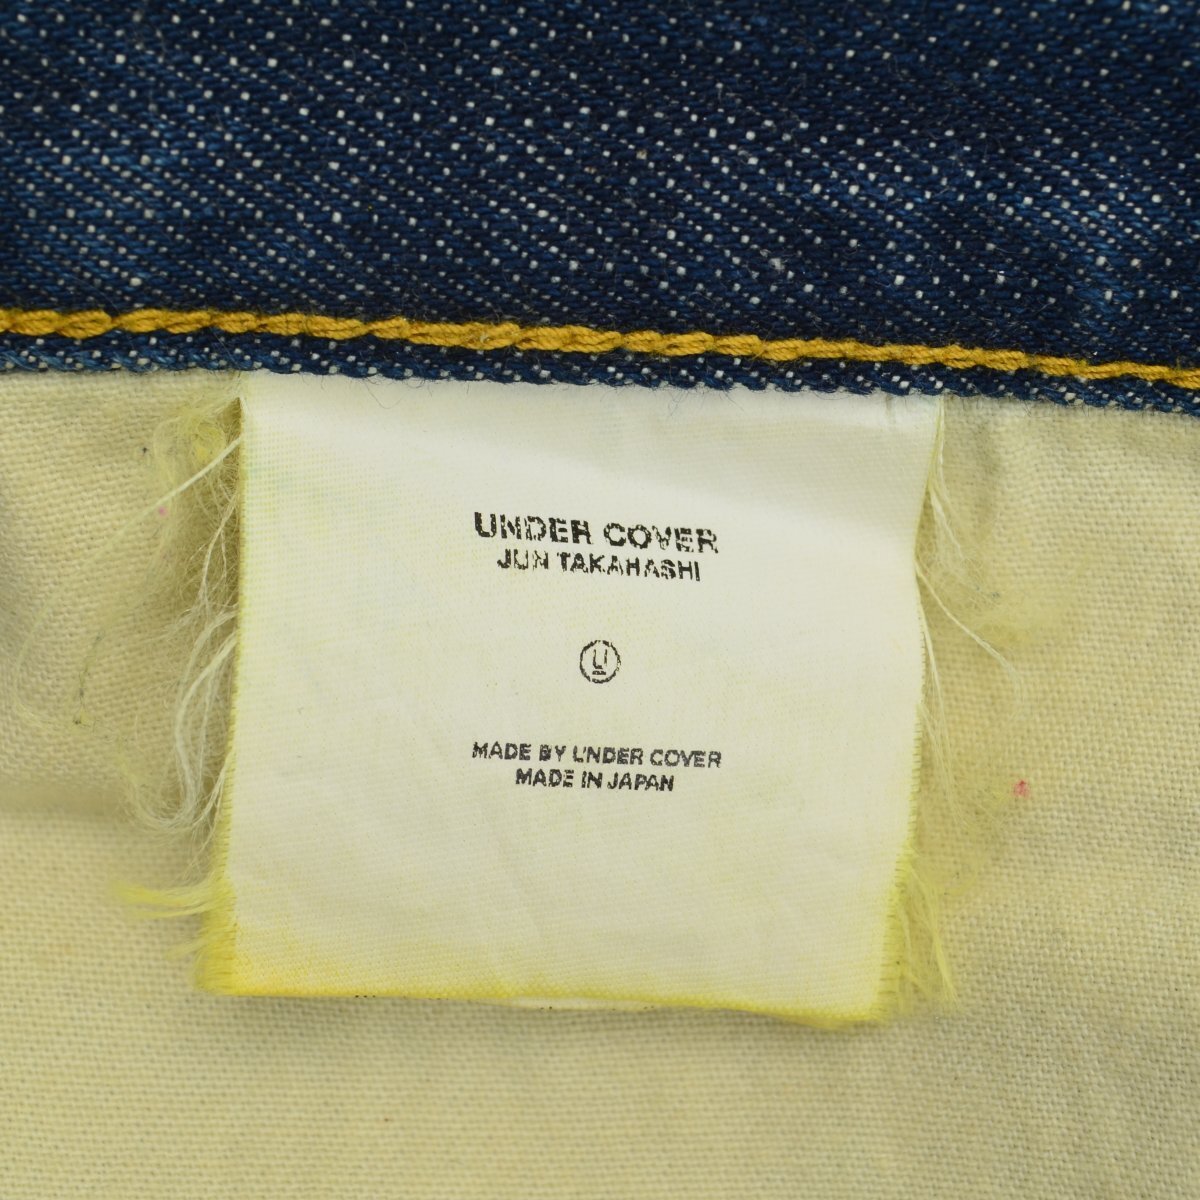 UNDER COVER
JUN TAKAHASHI
U
MADE BY UNDER COVER
MADE IN JAPAN